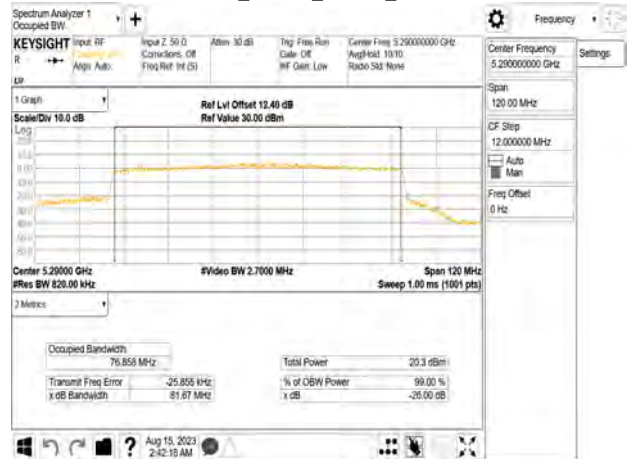 Spectrum Analyzer 1
Occupied BW
+
Frequency
KEYSIGHT
R
Input: RF
Align: Auto
Input Z: 50 Ω
Corrections: Off
Freq Ref: Int (S)
Atten: 30 dB
Trig: Free Run
Gate: Off
#IF Gain: Low
Center Freq: 5.290000000 GHz
Avg|Hold: 10/10
Radio Std: None
Center Frequency
5.290000000 GHz
Settings
Span
120.00 MHz
CF Step
12.000000 MHz
Auto
Man
Freq Offset
0 Hz
1 Graph
Scale/Div 10.0 dB
Ref Lvl Offset 12.40 dB
Ref Value 30.00 dBm
Log
Center 5.29000 GHz
#Res BW 820.00 kHz
#Video BW 2.7000 MHz
Span 120 MHz
Sweep 1.00 ms (1001 pts)
2 Metrics
Occupied Bandwidth
76.858 MHz
Total Power 20.3 dBm
Transmit Freq Error -25.855 kHz
% of OBW Power 99.00 %
x dB Bandwidth 81.67 MHz
x dB -26.00 dB
?
Aug 15, 2023
2:42:18 AM